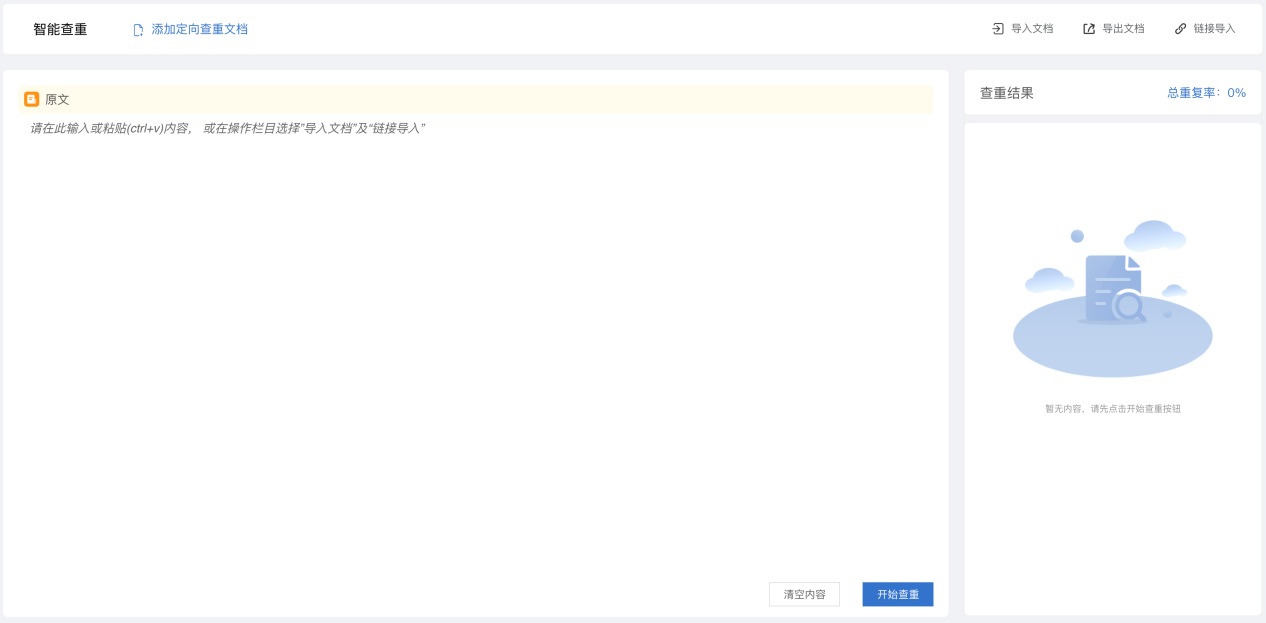 智能查重
添加定向查重文档
导入文档
导出文档
链接导入
原文
请在此输入或粘贴(ctrl+v)内容， 或在操作栏目选择”导入文档”及“链接导入”
清空内容
开始查重
查重结果
总重复率：0%
暂无内容，请先点击开始查重按钮